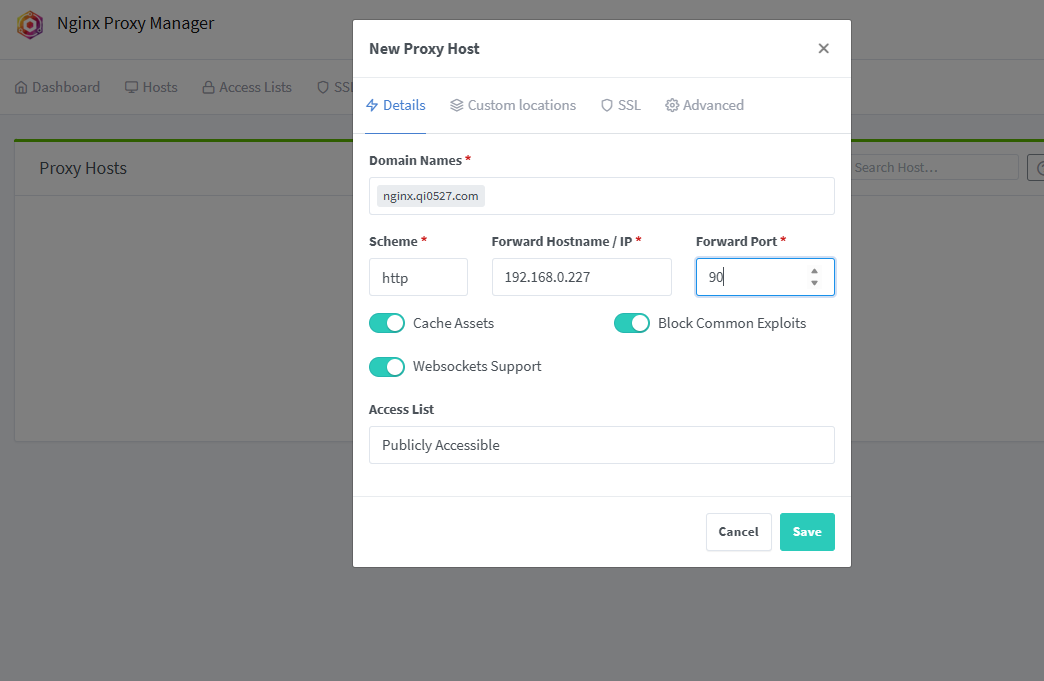 Nginx Proxy Manager
New Proxy Host
Dashboard Hosts Access Lists SSL
Details Custom locations SSL Advanced
Proxy Hosts
Search Host...
Domain Names *
nginx.qi0527.com
Scheme * Forward Hostname / IP * Forward Port *
http 192.168.0.227 90
Cache Assets Block Common Exploits
Websockets Support
Access List
Publicly Accessible
Cancel Save